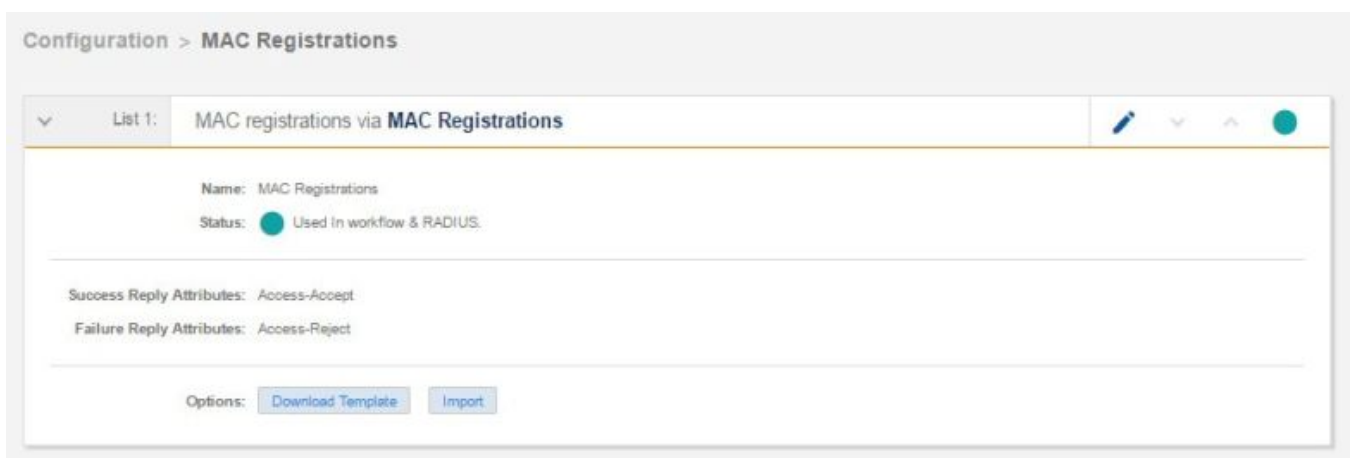 Configuration > MAC Registrations
List 1: MAC registrations via MAC Registrations
Name: MAC Registrations
Status: Used In workflow & RADIUS.
Success Reply Attributes: Access-Accept
Failure Reply Attributes: Access-Reject
Options: Download Template Import